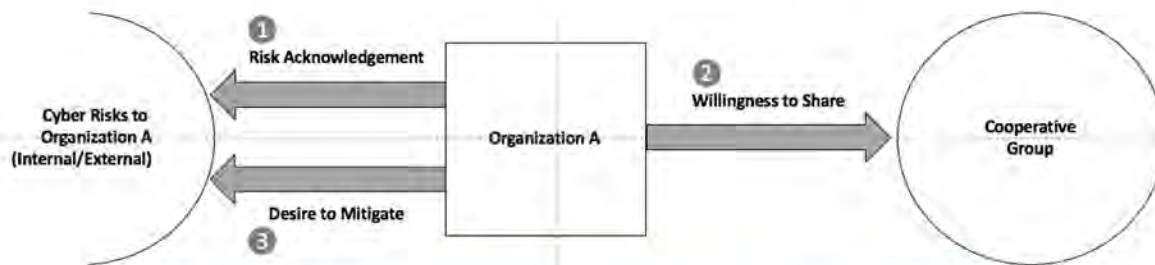 1
Risk Acknowledgement
2
Willingness to Share
Cyber Risks to
Organization A
(Internal/External)
Organization A
Cooperative
Group
Desire to Mitigate
3